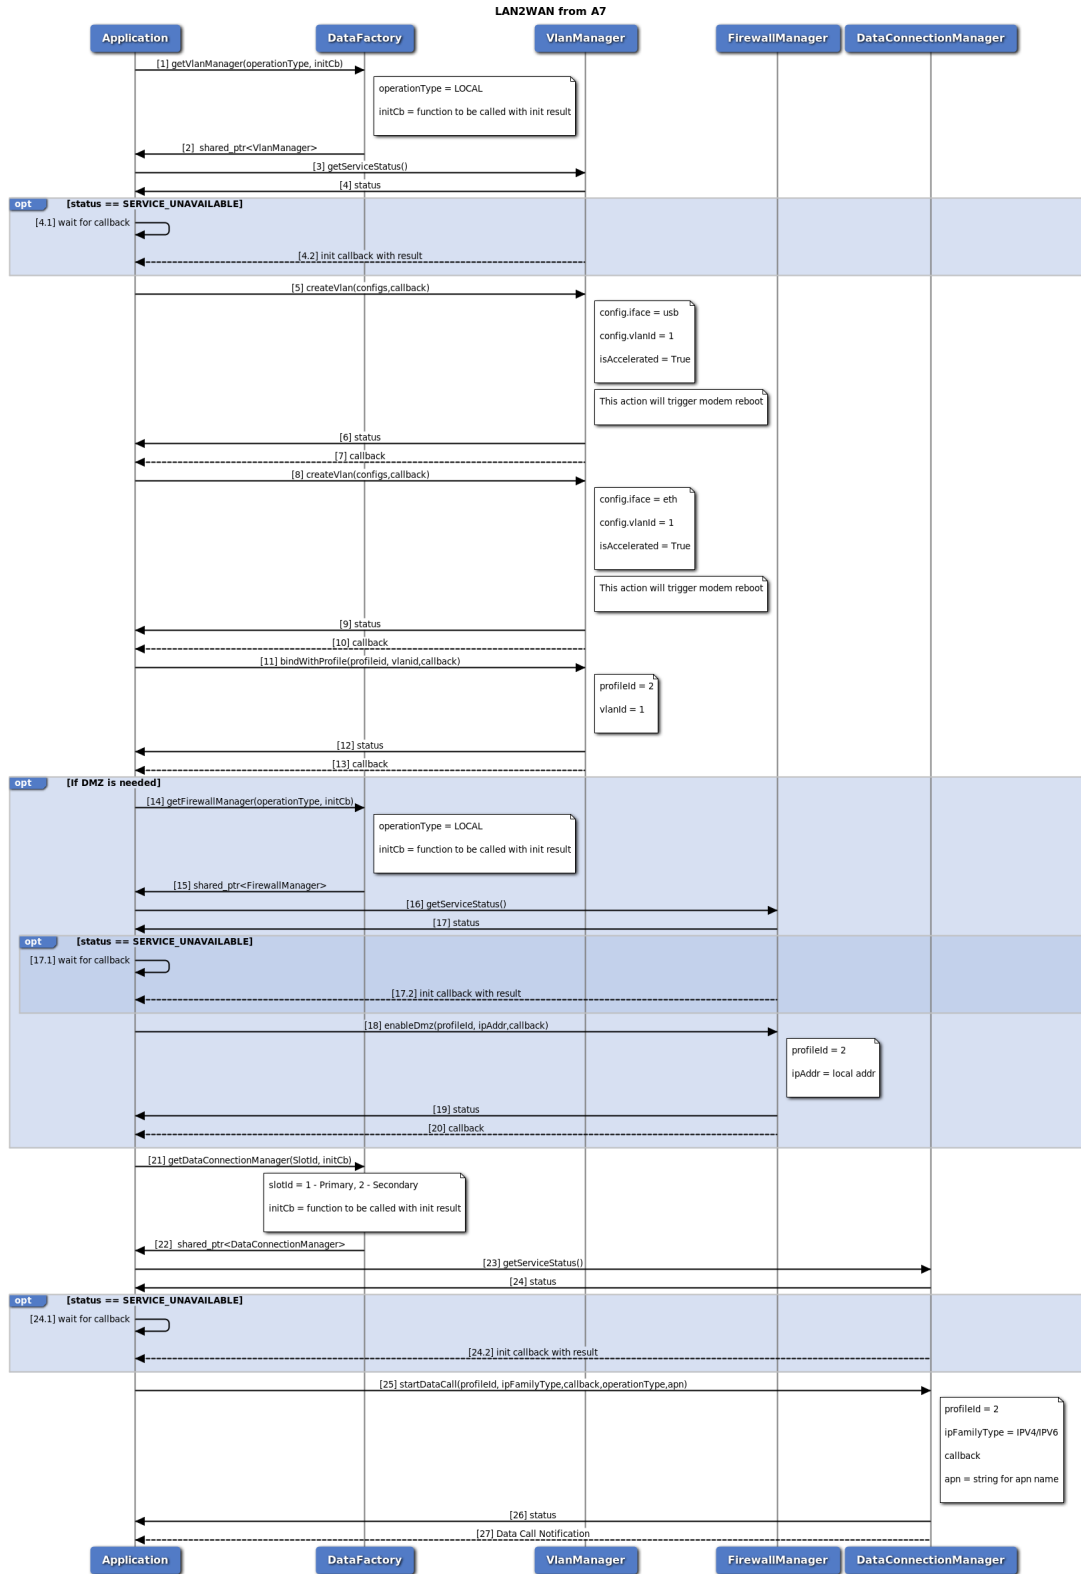 LAN2WAN from A7
Application
DataFactory
VlanManager
FirewallManager
DataConnectionManager
[1] getVlanManager(operationType, initCb)
operationType = LOCAL
initCb = function to be called with init result
[2]  shared_ptr<VlanManager>
[3] getServiceStatus()
[4] status
opt
[status == SERVICE_UNAVAILABLE]
[4.1] wait for callback
[4.2] init callback with result
[5] createVlan(configs,callback)
config.iface = usb
config.vlanId = 1
isAccelerated = True
This action will trigger modem reboot
[6] status
[7] callback
[8] createVlan(configs,callback)
config.iface = eth
config.vlanId = 1
isAccelerated = True
This action will trigger modem reboot
[9] status
[10] callback
[11] bindWithProfile(profileid, vlanid,callback)
profileId = 2
vlanId = 1
[12] status
[13] callback
opt
[If DMZ is needed]
[14] getFirewallManager(operationType, initCb)
operationType = LOCAL
initCb = function to be called with init result
[15] shared_ptr<FirewallManager>
[16] getServiceStatus()
[17] status
opt
[status == SERVICE_UNAVAILABLE]
[17.1] wait for callback
[17.2] init callback with result
[18] enableDmz(profileId, ipAddr,callback)
profileId = 2
ipAddr = local addr
[19] status
[20] callback
[21] getDataConnectionManager(SlotId, initCb)
slotId = 1 - Primary, 2 - Secondary
initCb = function to be called with init result
[22]  shared_ptr<DataConnectionManager>
[23] getServiceStatus()
[24] status
opt
[status == SERVICE_UNAVAILABLE]
[24.1] wait for callback
[24.2] init callback with result
[25] startDataCall(profileId, ipFamilyType,callback,operationType,apn)
profileId = 2
ipFamilyType = IPV4/IPV6
callback
apn = string for apn name
[26] status
[27] Data Call Notification
Application
DataFactory
VlanManager
FirewallManager
DataConnectionManager